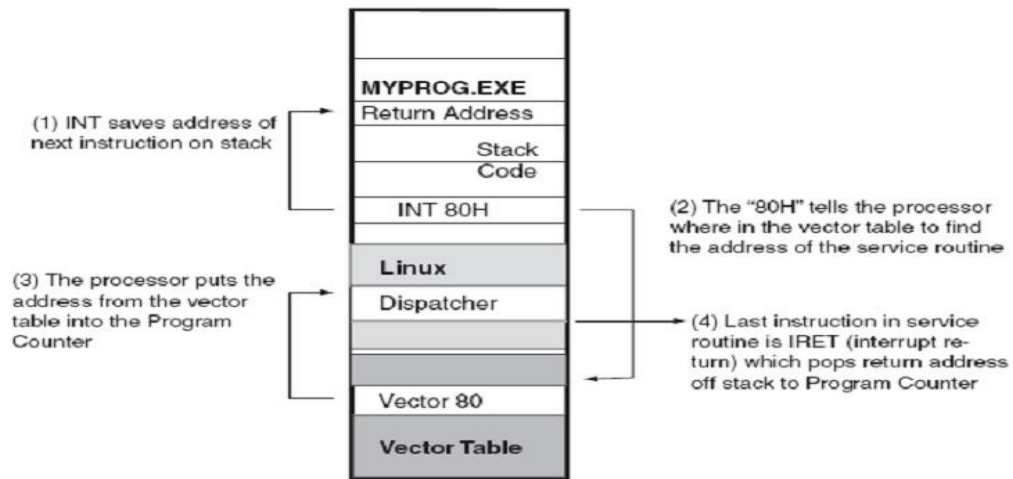 MYPROG.EXE
Return Address
(1) INT saves address of
next instruction on stack
Stack
Code
INT 80H
(2) The “80H” tells the processor
where in the vector table to find
the address of the service routine
Linux
(3) The processor puts the
address from the vector
table into the Program
Counter
Dispatcher
(4) Last instruction in service
routine is IRET (interrupt re-
turn) which pops return address
off stack to Program Counter
Vector 80
Vector Table